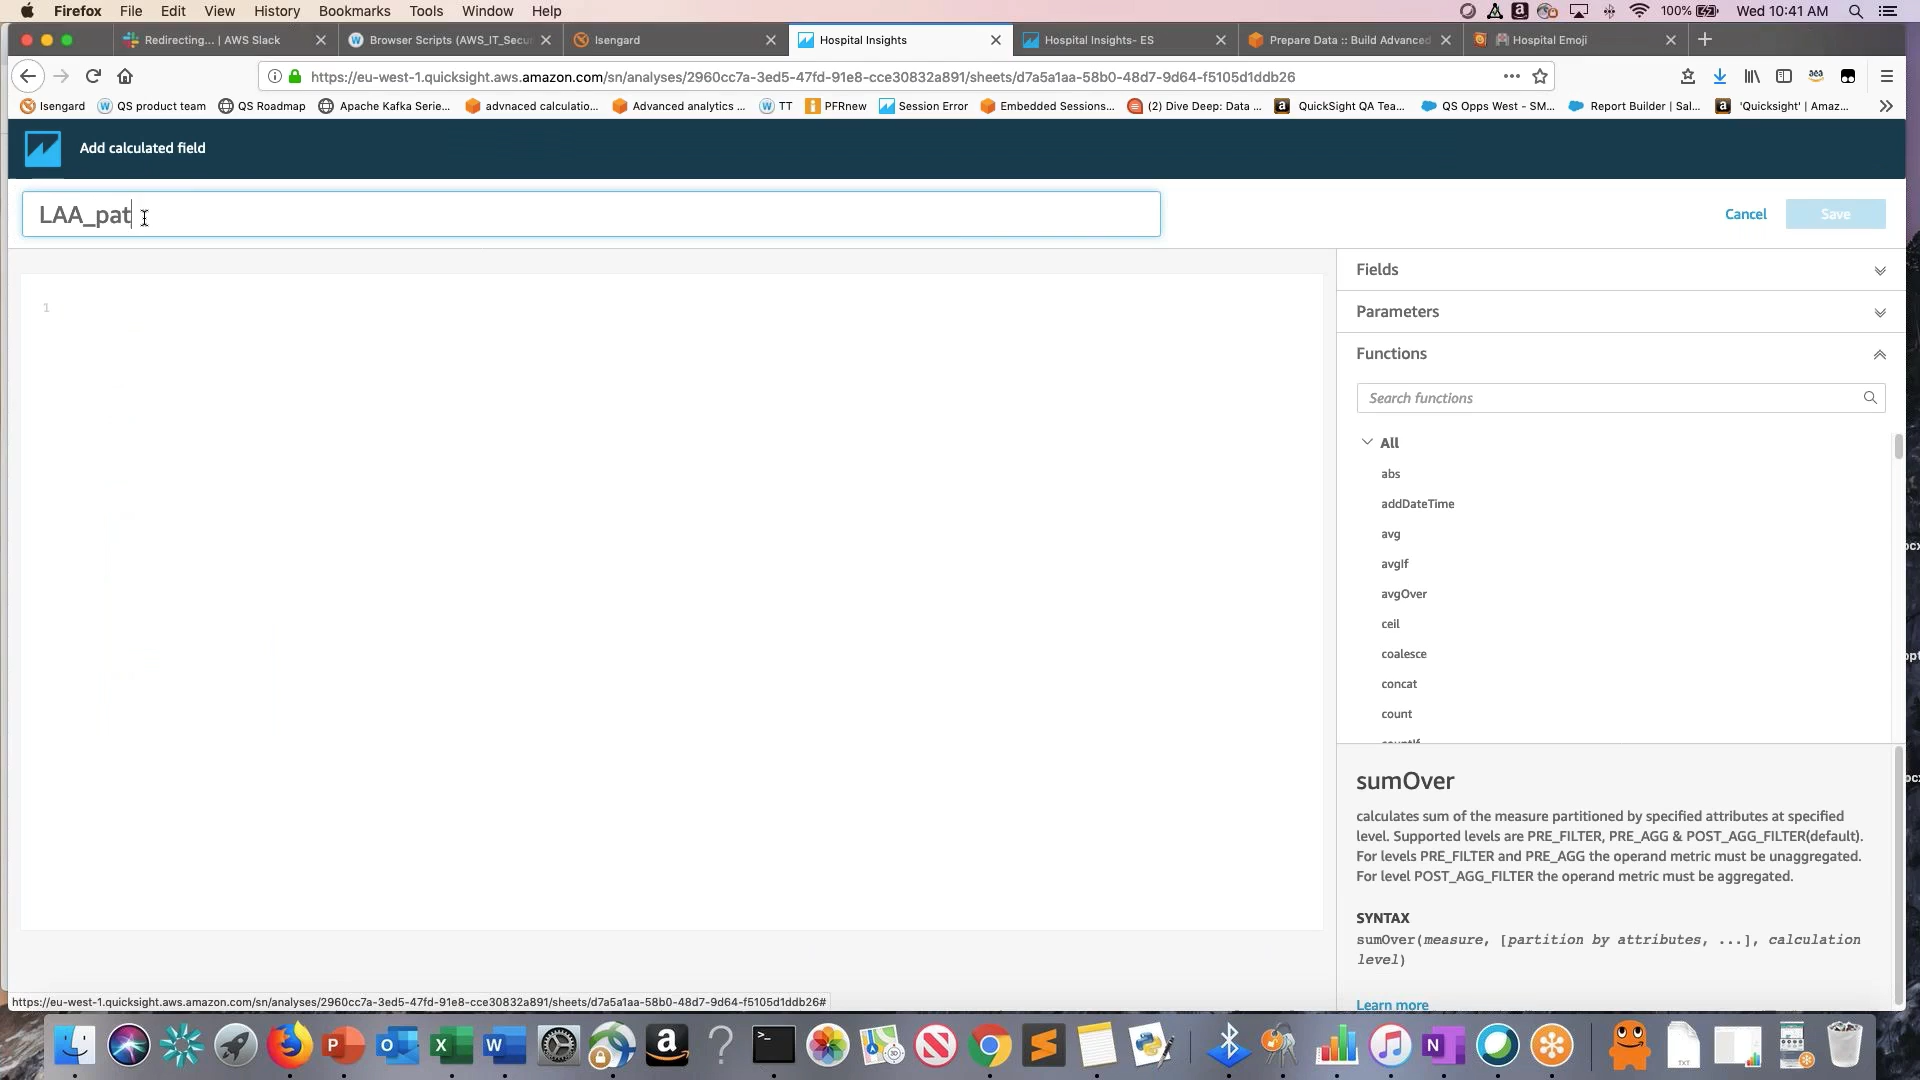 Firefox File Edit View History Bookmarks Tools Window Help 100% Wed 10:41 AM
Redirecting... | AWS Slack Browser Scripts (AWS_IT_Secur Isengard Hospital Insights Hospital Insights- ES Prepare Data :: Build Advanced Hospital Emoji
https://eu-west-1.quicksight.aws.amazon.com/sn/analyses/2960cc7a-3ed5-47fd-91e8-cce30832a891/sheets/d7a5a1aa-58b0-48d7-9d64-f5105d1ddb26
Isengard QS product team QS Roadmap Apache Kafka Serie... advnaced calculatio... Advanced analytics ... TT PFRnew Session Error Embedded Sessions... (2) Dive Deep: Data ... QuickSight QA Tea... QS Opps West - SM... Report Builder | Sal... 'Quicksight' | Amaz...
Add calculated field
LAA_pat
Cancel Save
Fields
1
Parameters
Functions
Search functions
All
abs
addDateTime
avg
avgIf
avgOver
ceil
coalesce
concat
count
countIf
sumOver
calculates sum of the measure partitioned by specified attributes at specified
level. Supported levels are PRE_FILTER, PRE_AGG & POST_AGG_FILTER(default).
For levels PRE_FILTER and PRE_AGG the operand metric must be unaggregated.
For level POST_AGG_FILTER the operand metric must be aggregated.
SYNTAX
sumOver(measure, [partition by attributes, ...], calculation
level)
Learn more
https://eu-west-1.quicksight.aws.amazon.com/sn/analyses/2960cc7a-3ed5-47fd-91e8-cce30832a891/sheets/d7a5a1aa-58b0-48d7-9d64-f5105d1ddb26#